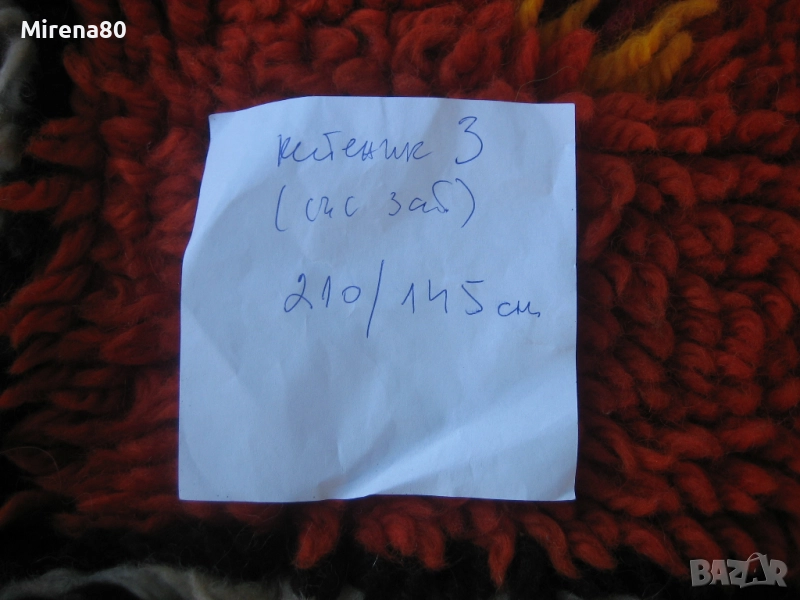 Mirena80
китеник 3
(със заб)
210/145 см
BAZAR